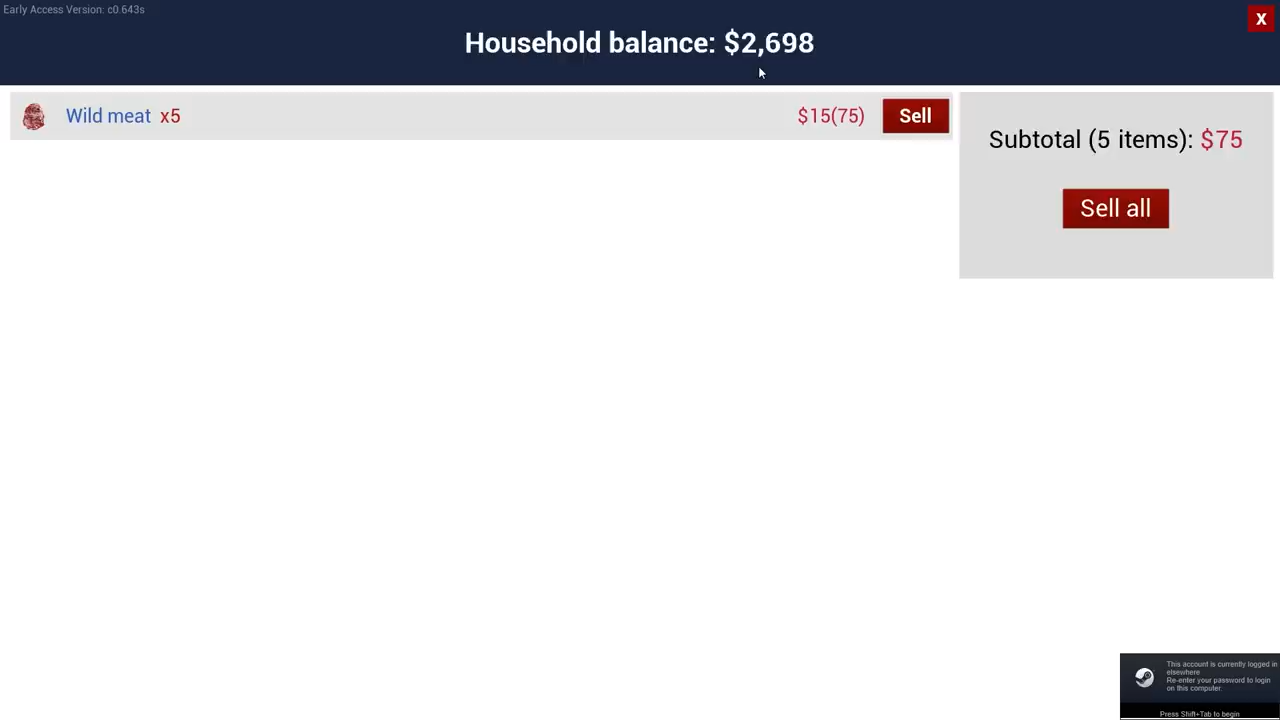 Early Access Version: c0.643s
X
Household balance: $2,698
Wild meat x5 $15(75) Sell
Subtotal (5 items): $75
Sell all
This account is currently logged in
elsewhere
Re-enter your password to login
on this computer.
Press Shift+Tab to begin